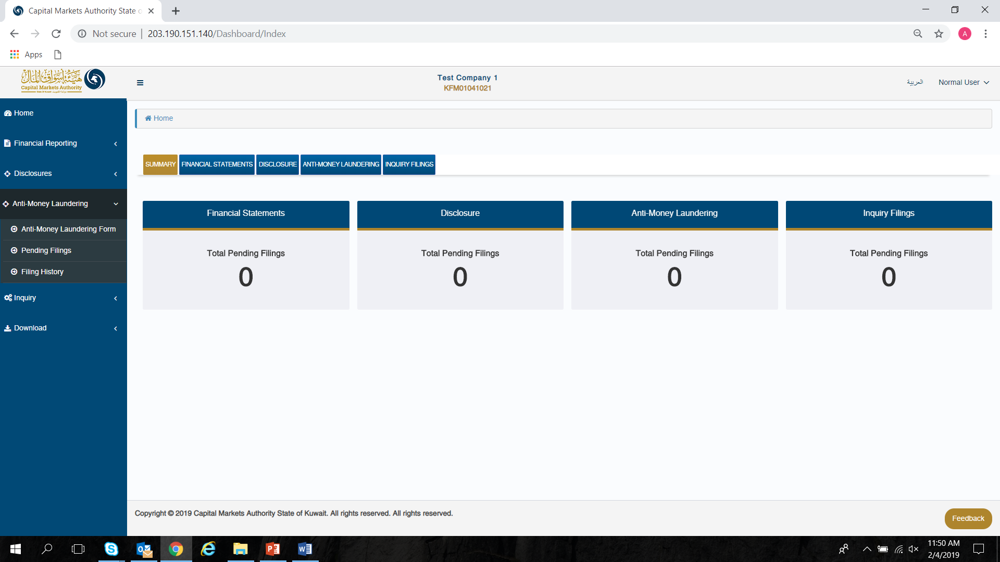 Capital Markets Authority State o
Not secure
203.190.151.140/Dashboard/Index
A
Apps
هيئة أسواق المال
Capital Markets Authority
State Of Kuwait دولة الكويت
Test Company 1
KFM01041021
العربية
Normal User
Home
Financial Reporting
Disclosures
Anti-Money Laundering
Anti-Money Laundering Form
Pending Filings
Filing History
Inquiry
Download
Home
SUMMARY
FINANCIAL STATEMENTS
DISCLOSURE
ANTI-MONEY LAUNDERING
INQUIRY FILINGS
Financial Statements
Total Pending Filings
0
Disclosure
Total Pending Filings
0
Anti-Money Laundering
Total Pending Filings
0
Inquiry Filings
Total Pending Filings
0
Copyright © 2019 Capital Markets Authority State of Kuwait. All rights reserved. All rights reserved.
Feedback
11:50 AM
2/4/2019